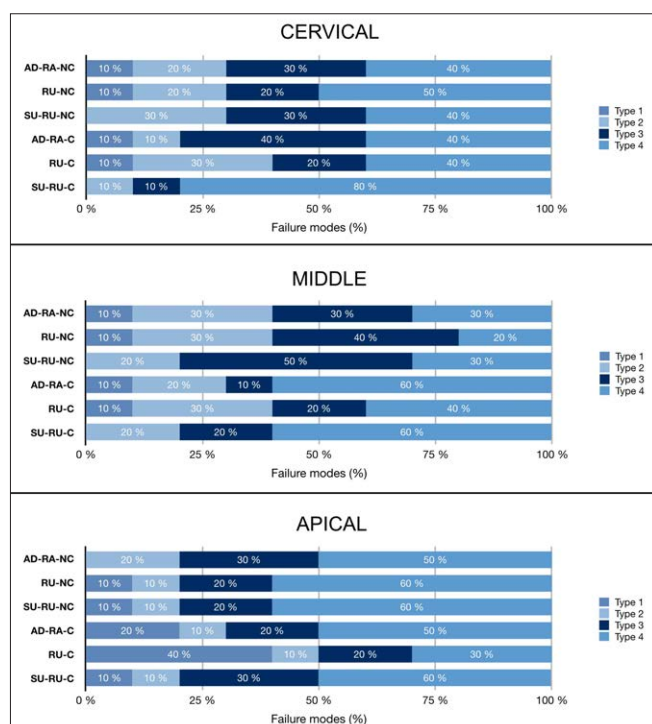 CERVICAL
AD-RA-NC 10 % 20 % 30 % 40 %
RU-NC 10 % 20 % 20 % 50 %
SU-RU-NC 30 % 30 % 40 %
AD-RA-C 10 % 10 % 40 % 40 %
RU-C 10 % 30 % 20 % 40 %
SU-RU-C 10 % 10 % 80 %
Type 1
Type 2
Type 3
Type 4
0 % 25 % 50 % 75 % 100 %
Failure modes (%)
MIDDLE
AD-RA-NC 10 % 30 % 30 % 30 %
RU-NC 10 % 30 % 40 % 20 %
SU-RU-NC 20 % 50 % 30 %
AD-RA-C 10 % 20 % 10 % 60 %
RU-C 10 % 30 % 20 % 40 %
SU-RU-C 20 % 20 % 60 %
Type 1
Type 2
Type 3
Type 4
0 % 25 % 50 % 75 % 100 %
Failure modes (%)
APICAL
AD-RA-NC 20 % 30 % 50 %
RU-NC 10 % 10 % 20 % 60 %
SU-RU-NC 10 % 10 % 20 % 60 %
AD-RA-C 20 % 10 % 20 % 50 %
RU-C 40 % 10 % 20 % 30 %
SU-RU-C 10 % 10 % 30 % 60 %
Type 1
Type 2
Type 3
Type 4
0 % 25 % 50 % 75 % 100 %
Failure modes (%)